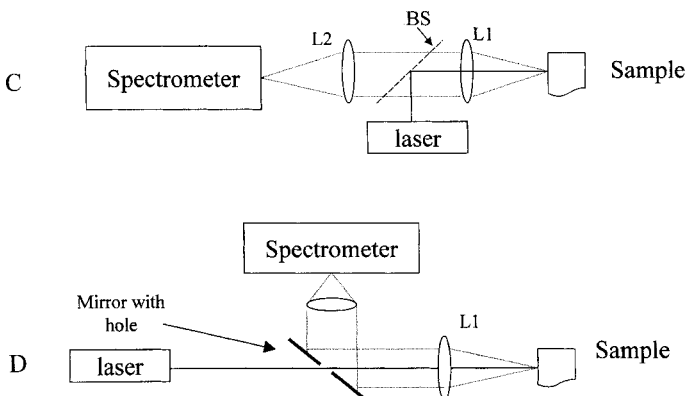 BS
L2
L1
Spectrometer
Sample
C
laser
Spectrometer
Mirror with
hole
L1
Sample
D
laser